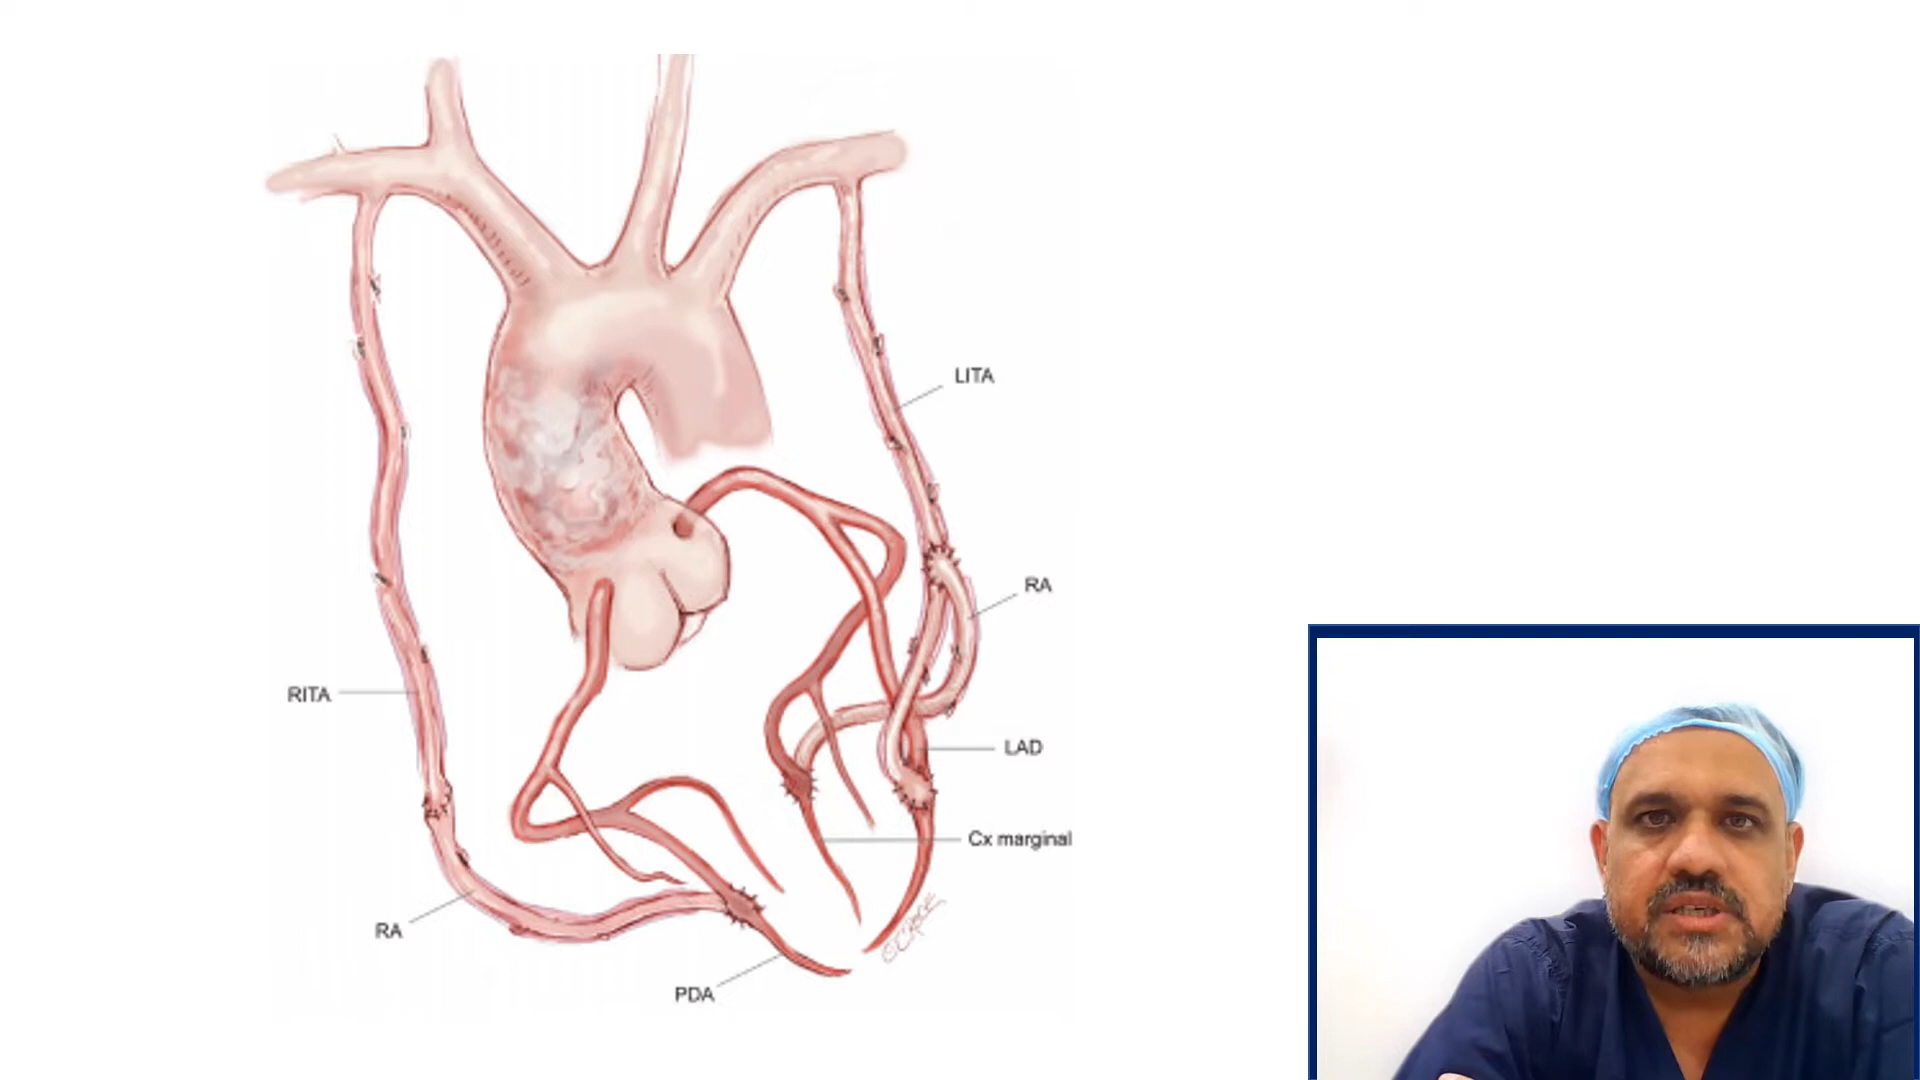 LITA
RA
RITA
LAD
Cx marginal
RA
PDA